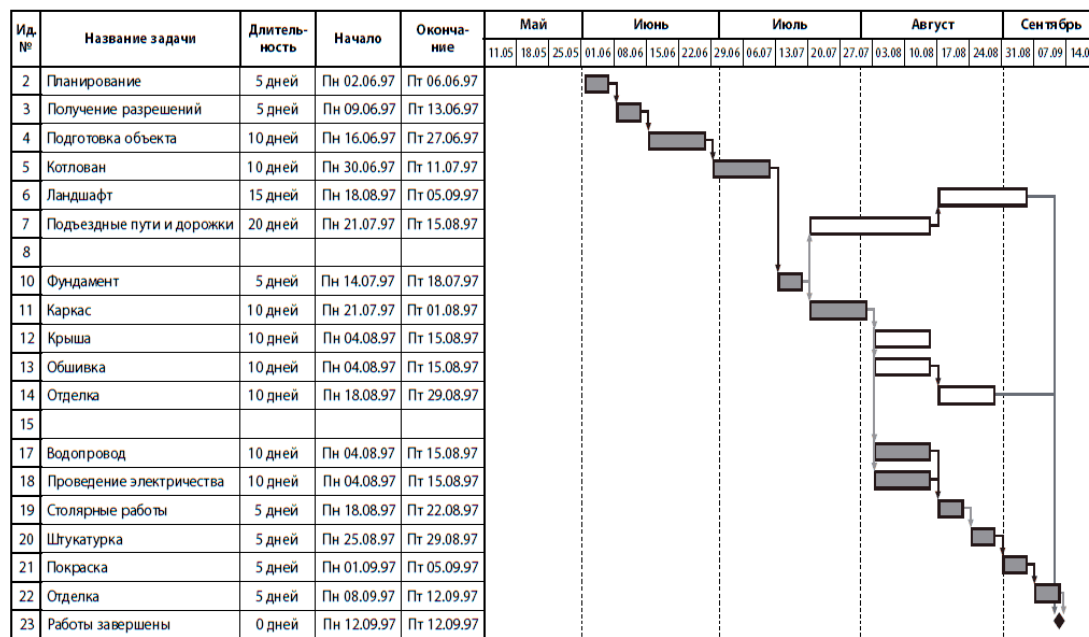 Ид. № Название задачи Длитель- ность Начало Оконча- ние Май Июнь Июль Август Сентябрь
11.05 18.05 25.05 01.06 08.06 15.06 22.06 29.06 06.07 13.07 20.07 27.07 03.08 10.08 17.08 24.08 31.08 07.09 14.0
2 Планирование 5 дней Пн 02.06.97 Пт 06.06.97
3 Получение разрешений 5 дней Пн 09.06.97 Пт 13.06.97
4 Подготовка объекта 10 дней Пн 16.06.97 Пт 27.06.97
5 Котлован 10 дней Пн 30.06.97 Пт 11.07.97
6 Ландшафт 15 дней Пн 18.08.97 Пт 05.09.97
7 Подъездные пути и дорожки 20 дней Пн 21.07.97 Пт 15.08.97
8
10 Фундамент 5 дней Пн 14.07.97 Пт 18.07.97
11 Каркас 10 дней Пн 21.07.97 Пт 01.08.97
12 Крыша 10 дней Пн 04.08.97 Пт 15.08.97
13 Обшивка 10 дней Пн 04.08.97 Пт 15.08.97
14 Отделка 10 дней Пн 18.08.97 Пт 29.08.97
15
17 Водопровод 10 дней Пн 04.08.97 Пт 15.08.97
18 Проведение электричества 10 дней Пн 04.08.97 Пт 15.08.97
19 Столярные работы 5 дней Пн 18.08.97 Пт 22.08.97
20 Штукатурка 5 дней Пн 25.08.97 Пт 29.08.97
21 Покраска 5 дней Пн 01.09.97 Пт 05.09.97
22 Отделка 5 дней Пн 08.09.97 Пт 12.09.97
23 Работы завершены 0 дней Пн 12.09.97 Пт 12.09.97